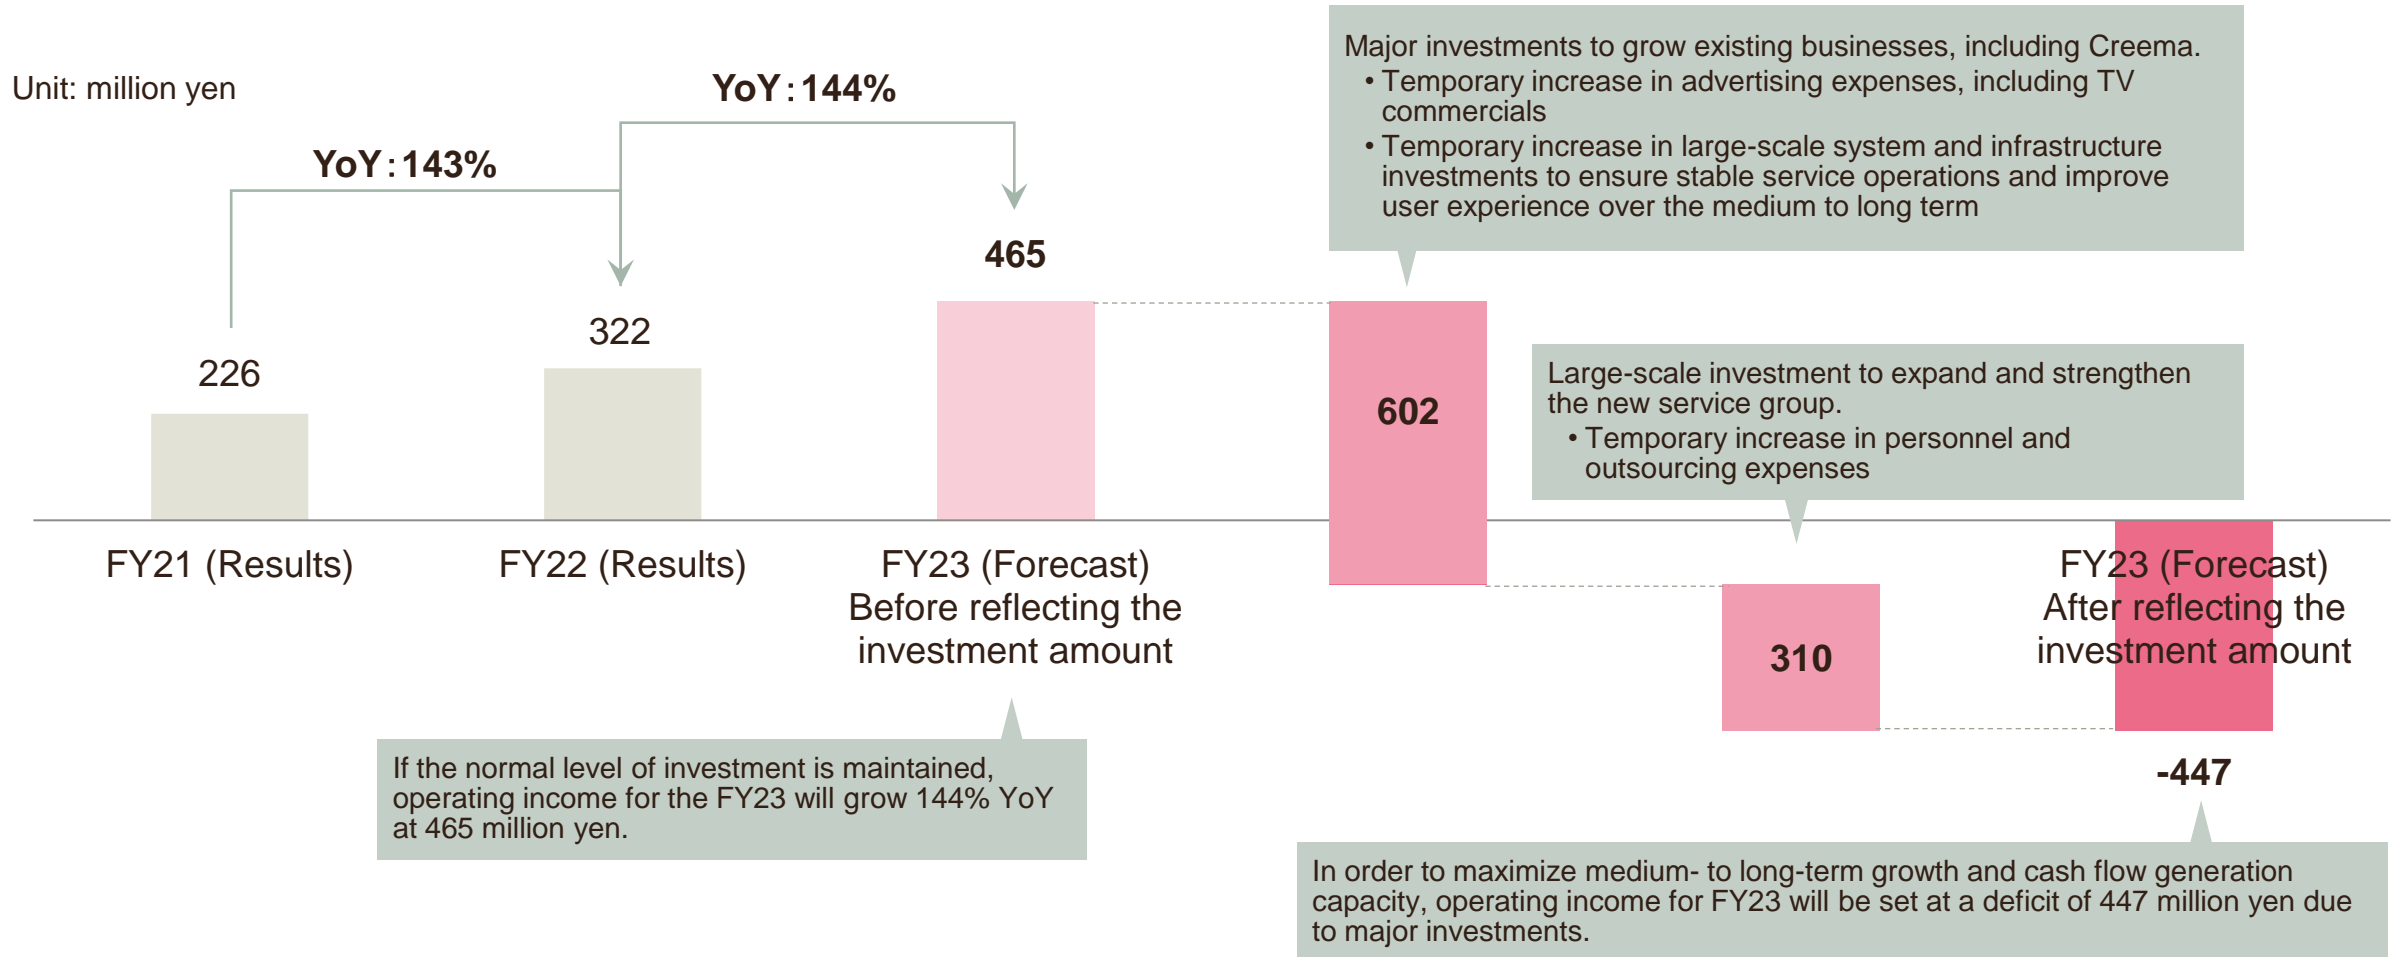 Unit: million yen
YoY：143%
YoY：144%
226
322
465
602
310
-447
Major investments to grow existing businesses, including Creema.
• Temporary increase in advertising expenses, including TV
commercials
• Temporary increase in large-scale system and infrastructure
investments to ensure stable service operations and improve
user experience over the medium to long term
Large-scale investment to expand and strengthen
the new service group.
• Temporary increase in personnel and
outsourcing expenses
FY21 (Results)
FY22 (Results)
FY23 (Forecast)
Before reflecting the
investment amount
FY23 (Forecast)
After reflecting the
investment amount
If the normal level of investment is maintained,
operating income for the FY23 will grow 144% YoY
at 465 million yen.
In order to maximize medium- to long-term growth and cash flow generation
capacity, operating income for FY23 will be set at a deficit of 447 million yen due
to major investments.